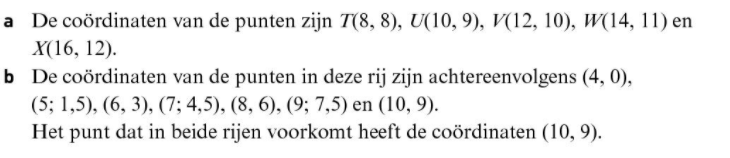 a De coördinaten van de punten zijn T(8, 8), U(10, 9), V(12, 10), W(14, 11) en
X(16, 12).
b De coördinaten van de punten in deze rij zijn achtereenvolgens (4, 0),
(5; 1,5), (6, 3), (7; 4,5), (8, 6), (9; 7,5) en (10, 9).
Het punt dat in beide rijen voorkomt heeft de coördinaten (10, 9).